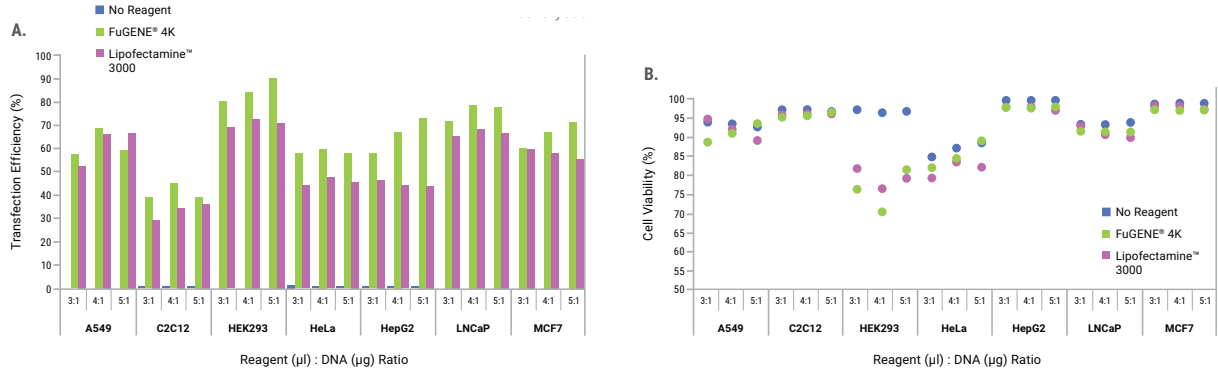 A.
No Reagent
FuGENE® 4K
Lipofectamine™
3000
Transfection Efficiency (%)
100
90
80
70
60
50
40
30
20
10
0
3:1 4:1 5:1 3:1 4:1 5:1 3:1 4:1 5:1 3:1 4:1 5:1 3:1 4:1 5:1 3:1 4:1 5:1 3:1 4:1 5:1
A549 C2C12 HEK293 HeLa HepG2 LNCaP MCF7
Reagent (µl) : DNA (µg) Ratio
B.
Cell Viability (%)
100
95
90
85
80
75
70
65
60
55
50
No Reagent
FuGENE® 4K
Lipofectamine™
3000
3:1 4:1 5:1 3:1 4:1 5:1 3:1 4:1 5:1 3:1 4:1 5:1 3:1 4:1 5:1 3:1 4:1 5:1 3:1 4:1 5:1
A549 C2C12 HEK293 HeLa HepG2 LNCaP MCF7
Reagent (µl) : DNA (µg) Ratio